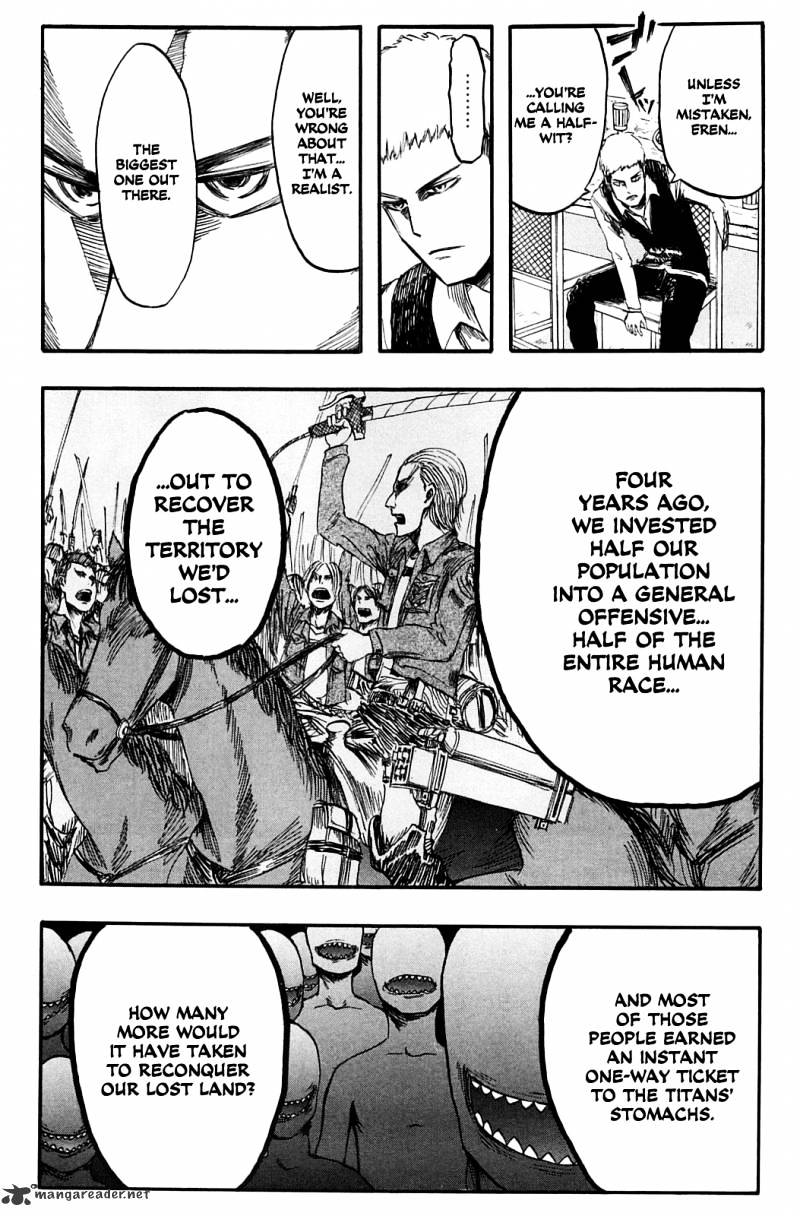 UNLESS
I'M
MISTAKEN,
EREN...
...YOU'RE
CALLING
ME A HALF-
WIT?
.........
WELL,
YOU'RE
WRONG
ABOUT
THAT...
I'M A
REALIST.
THE
BIGGEST
ONE OUT
THERE.
FOUR
YEARS AGO,
WE INVESTED
HALF OUR
POPULATION
INTO A GENERAL
OFFENSIVE...
HALF OF THE
ENTIRE HUMAN
RACE...
...OUT TO
RECOVER
THE
TERRITORY
WE'D
LOST...
AND MOST
OF THOSE
PEOPLE EARNED
AN INSTANT
ONE-WAY TICKET
TO THE TITANS'
STOMACHS.
HOW MANY
MORE WOULD
IT HAVE TAKEN
TO RECONQUER
OUR LOST LAND?
mangareader.net